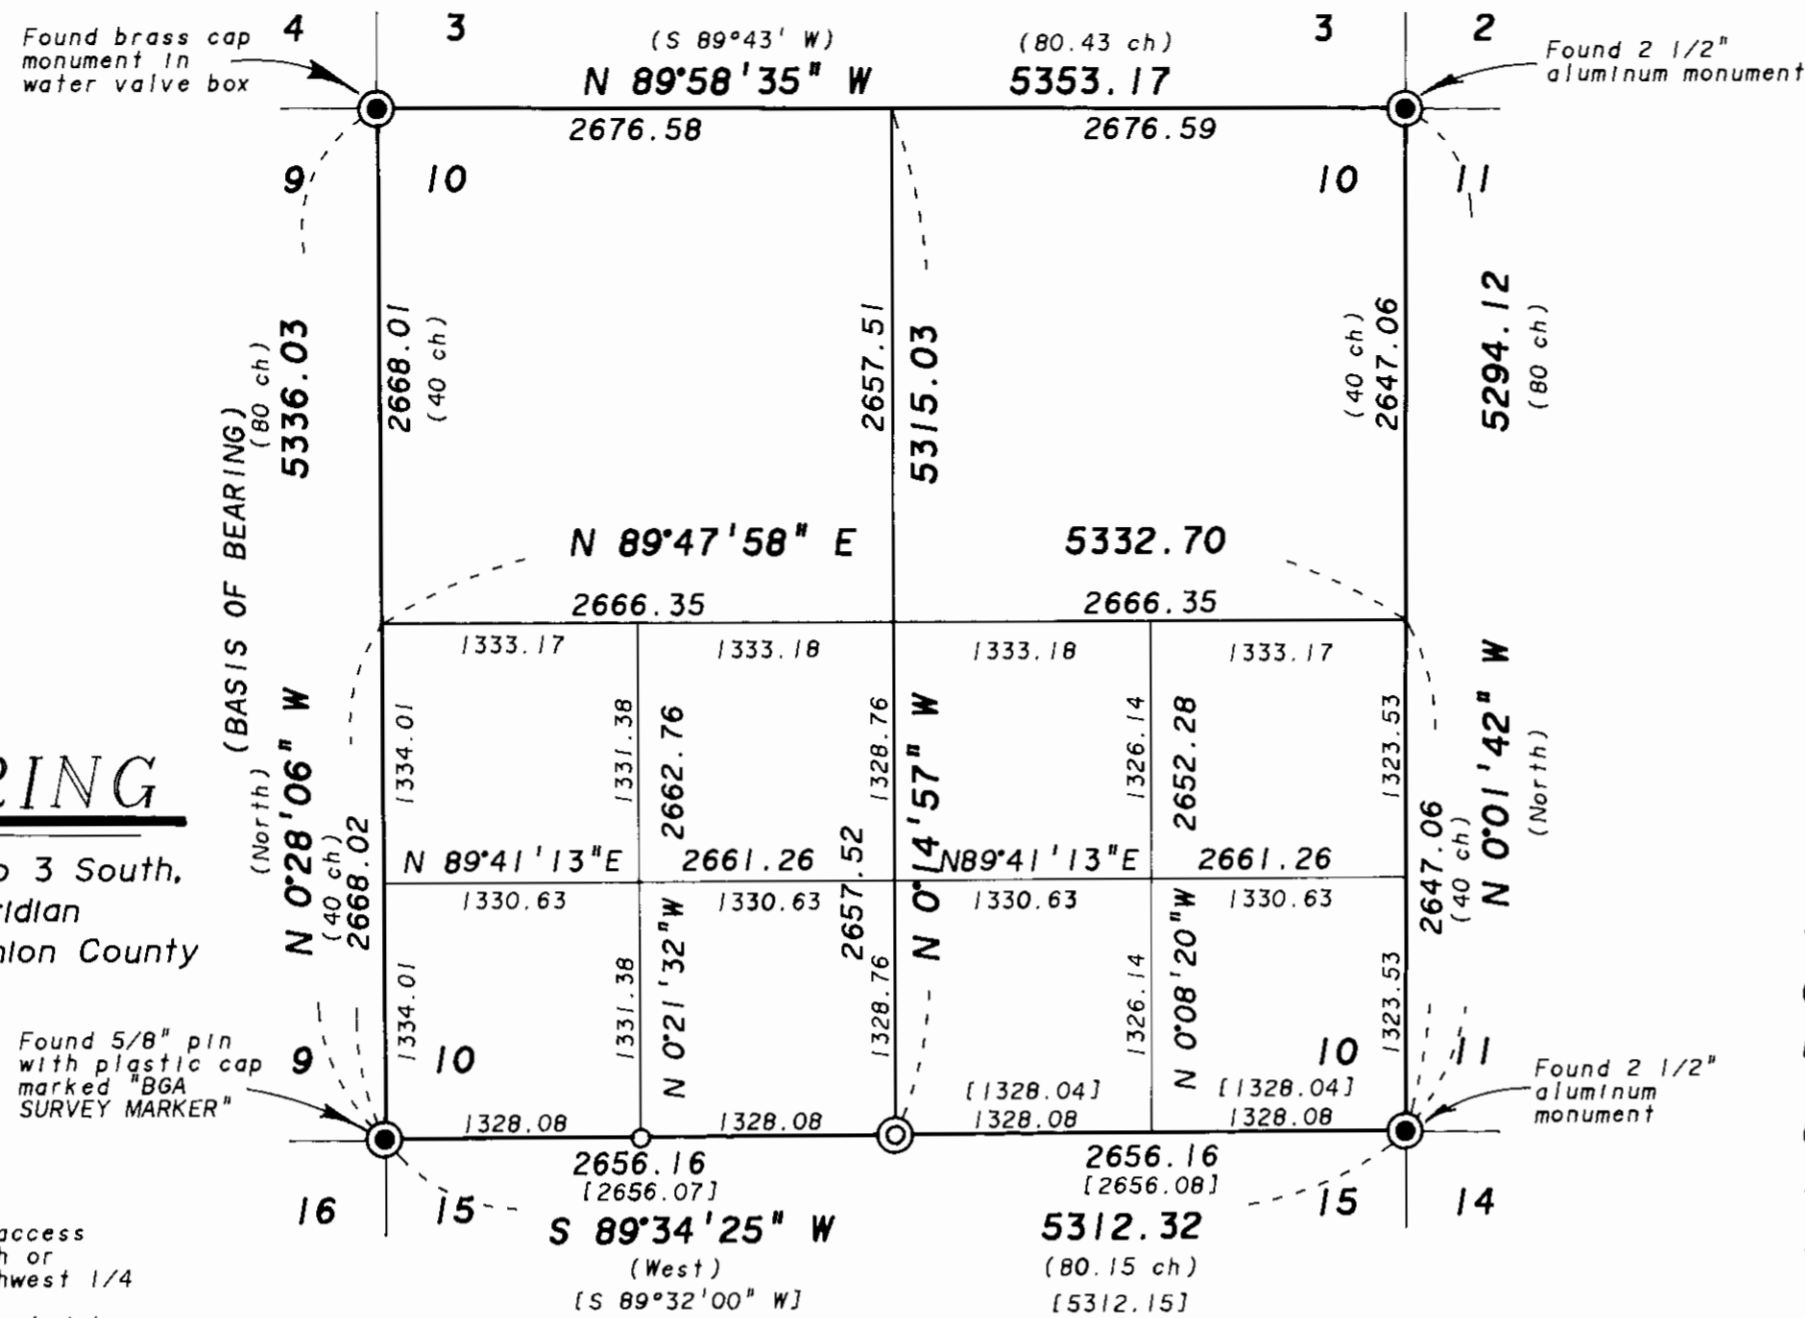 Found brass cap
monument in
water valve box
4
3
(S 89°43' W)
(80.43 ch)
3
2
Found 2 1/2"
aluminum monument
N 89°58'35" W
5353.17
2676.58
2676.59
9
10
10
11
5336.03
(80 ch)
(BASIS OF BEARING)
2668.01
(40 ch)
2657.51
5315.03
(40 ch)
2647.06
5294.12
(80 ch)
N 89°47'58" E
5332.70
2666.35
2666.35
1333.17
1333.18
1333.18
1333.17
N 0°28'06" W
(North)
1334.01
1331.38
2662.76
1328.76
N 0°14'57" W
1326.14
2652.28
1323.53
N 0°01'42" W
(North)
RING
3 South,
Union County
(40 ch)
2668.02
N 89°41'13"E
2661.26
2657.52
N89°41'13"E
2661.26
2647.06
(40 ch)
1330.63
1330.63
1330.63
1330.63
1334.01
1331.38
N 0°21'32"W
1328.76
1326.14
N 0°08'20"W
1323.53
Found 5/8" pin
with plastic cap
marked "BGA
SURVEY MARKER"
9
10
10
11
Found 2 1/2"
aluminum
monument
[1328.04]
[1328.04]
1328.08
1328.08
1328.08
1328.08
2656.16
[2656.07]
2656.16
[2656.08]
16
15
15
14
S 89°34'25" W
5312.32
(West)
(80.15 ch)
[S 89°32'00" W]
[5312.15]
access
or
1/4